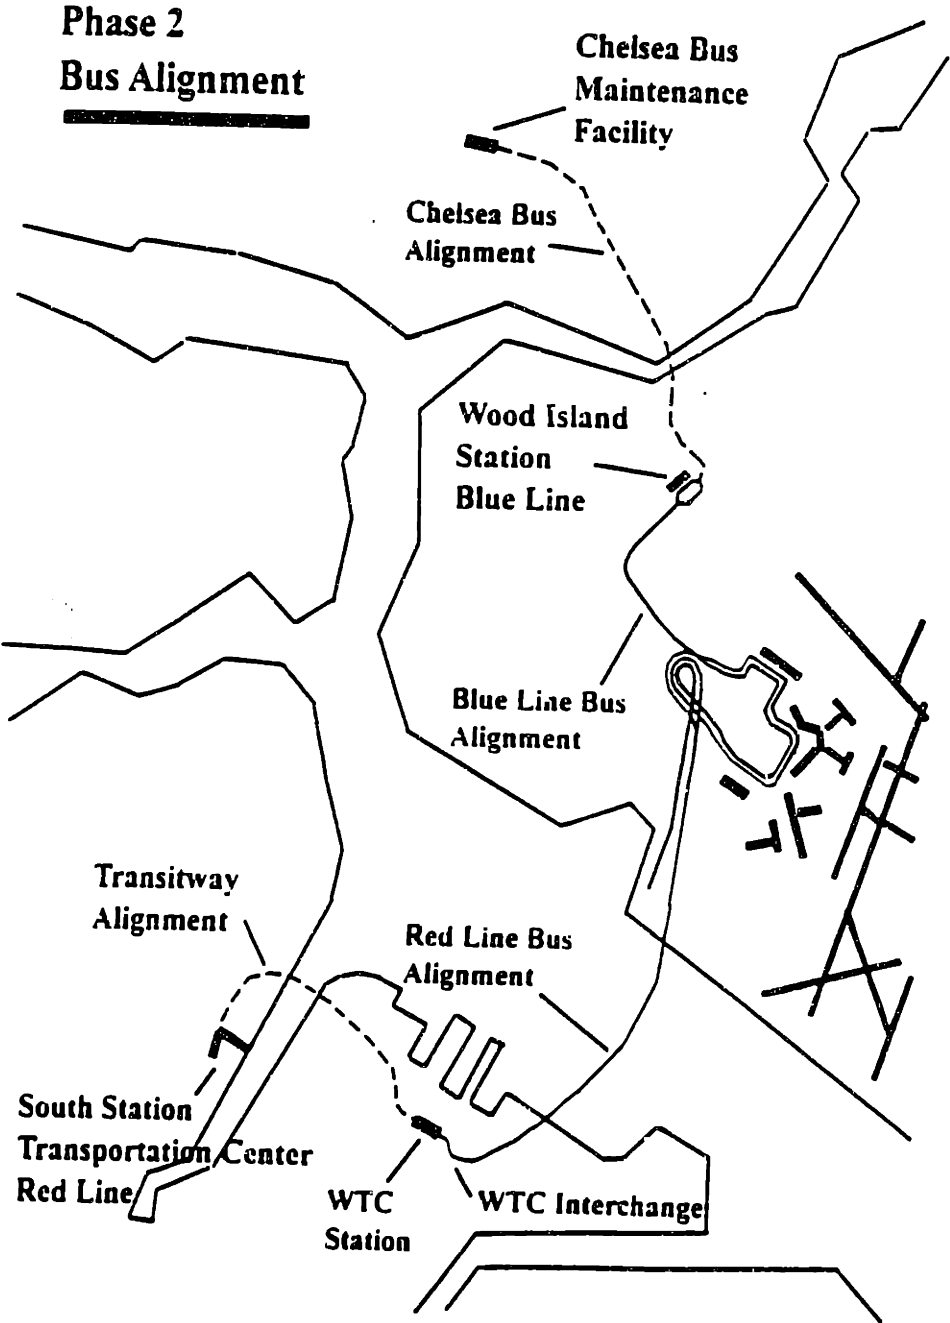 Phase 2
Bus Alignment
Chelsea Bus
Maintenance
Facility
Chelsea Bus
Alignment
Wood Island
Station
Blue Line
Blue Line Bus
Alignment
Transitway
Alignment
Red Line Bus
Alignment
South Station
Transportation Center
Red Line
WTC
Station
WTC Interchange